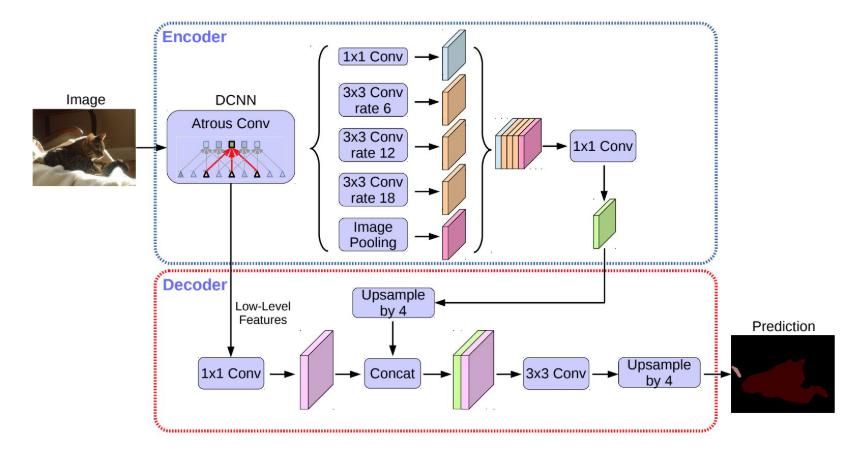 Encoder
Image
DCNN
Atrous Conv
1x1 Conv
3x3 Conv
rate 6
3x3 Conv
rate 12
3x3 Conv
rate 18
Image
Pooling
1x1 Conv
Decoder
Low-Level
Features
Upsample
by 4
1x1 Conv
Concat
3x3 Conv
Upsample
by 4
Prediction